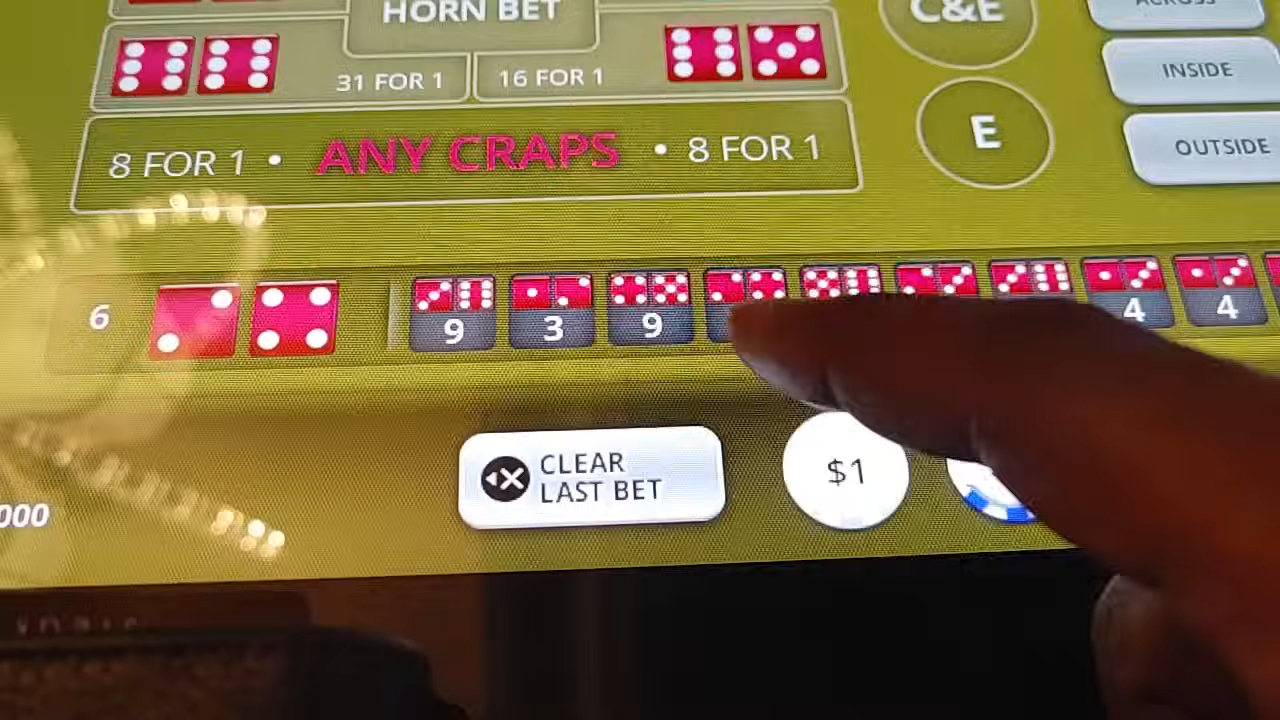 HORN BET
C&E
ACROSS
31 FOR 1
16 FOR 1
INSIDE
8 FOR 1 • ANY CRAPS • 8 FOR 1
E
OUTSIDE
6
9
3
9
4
4
CLEAR
LAST BET
$1
000